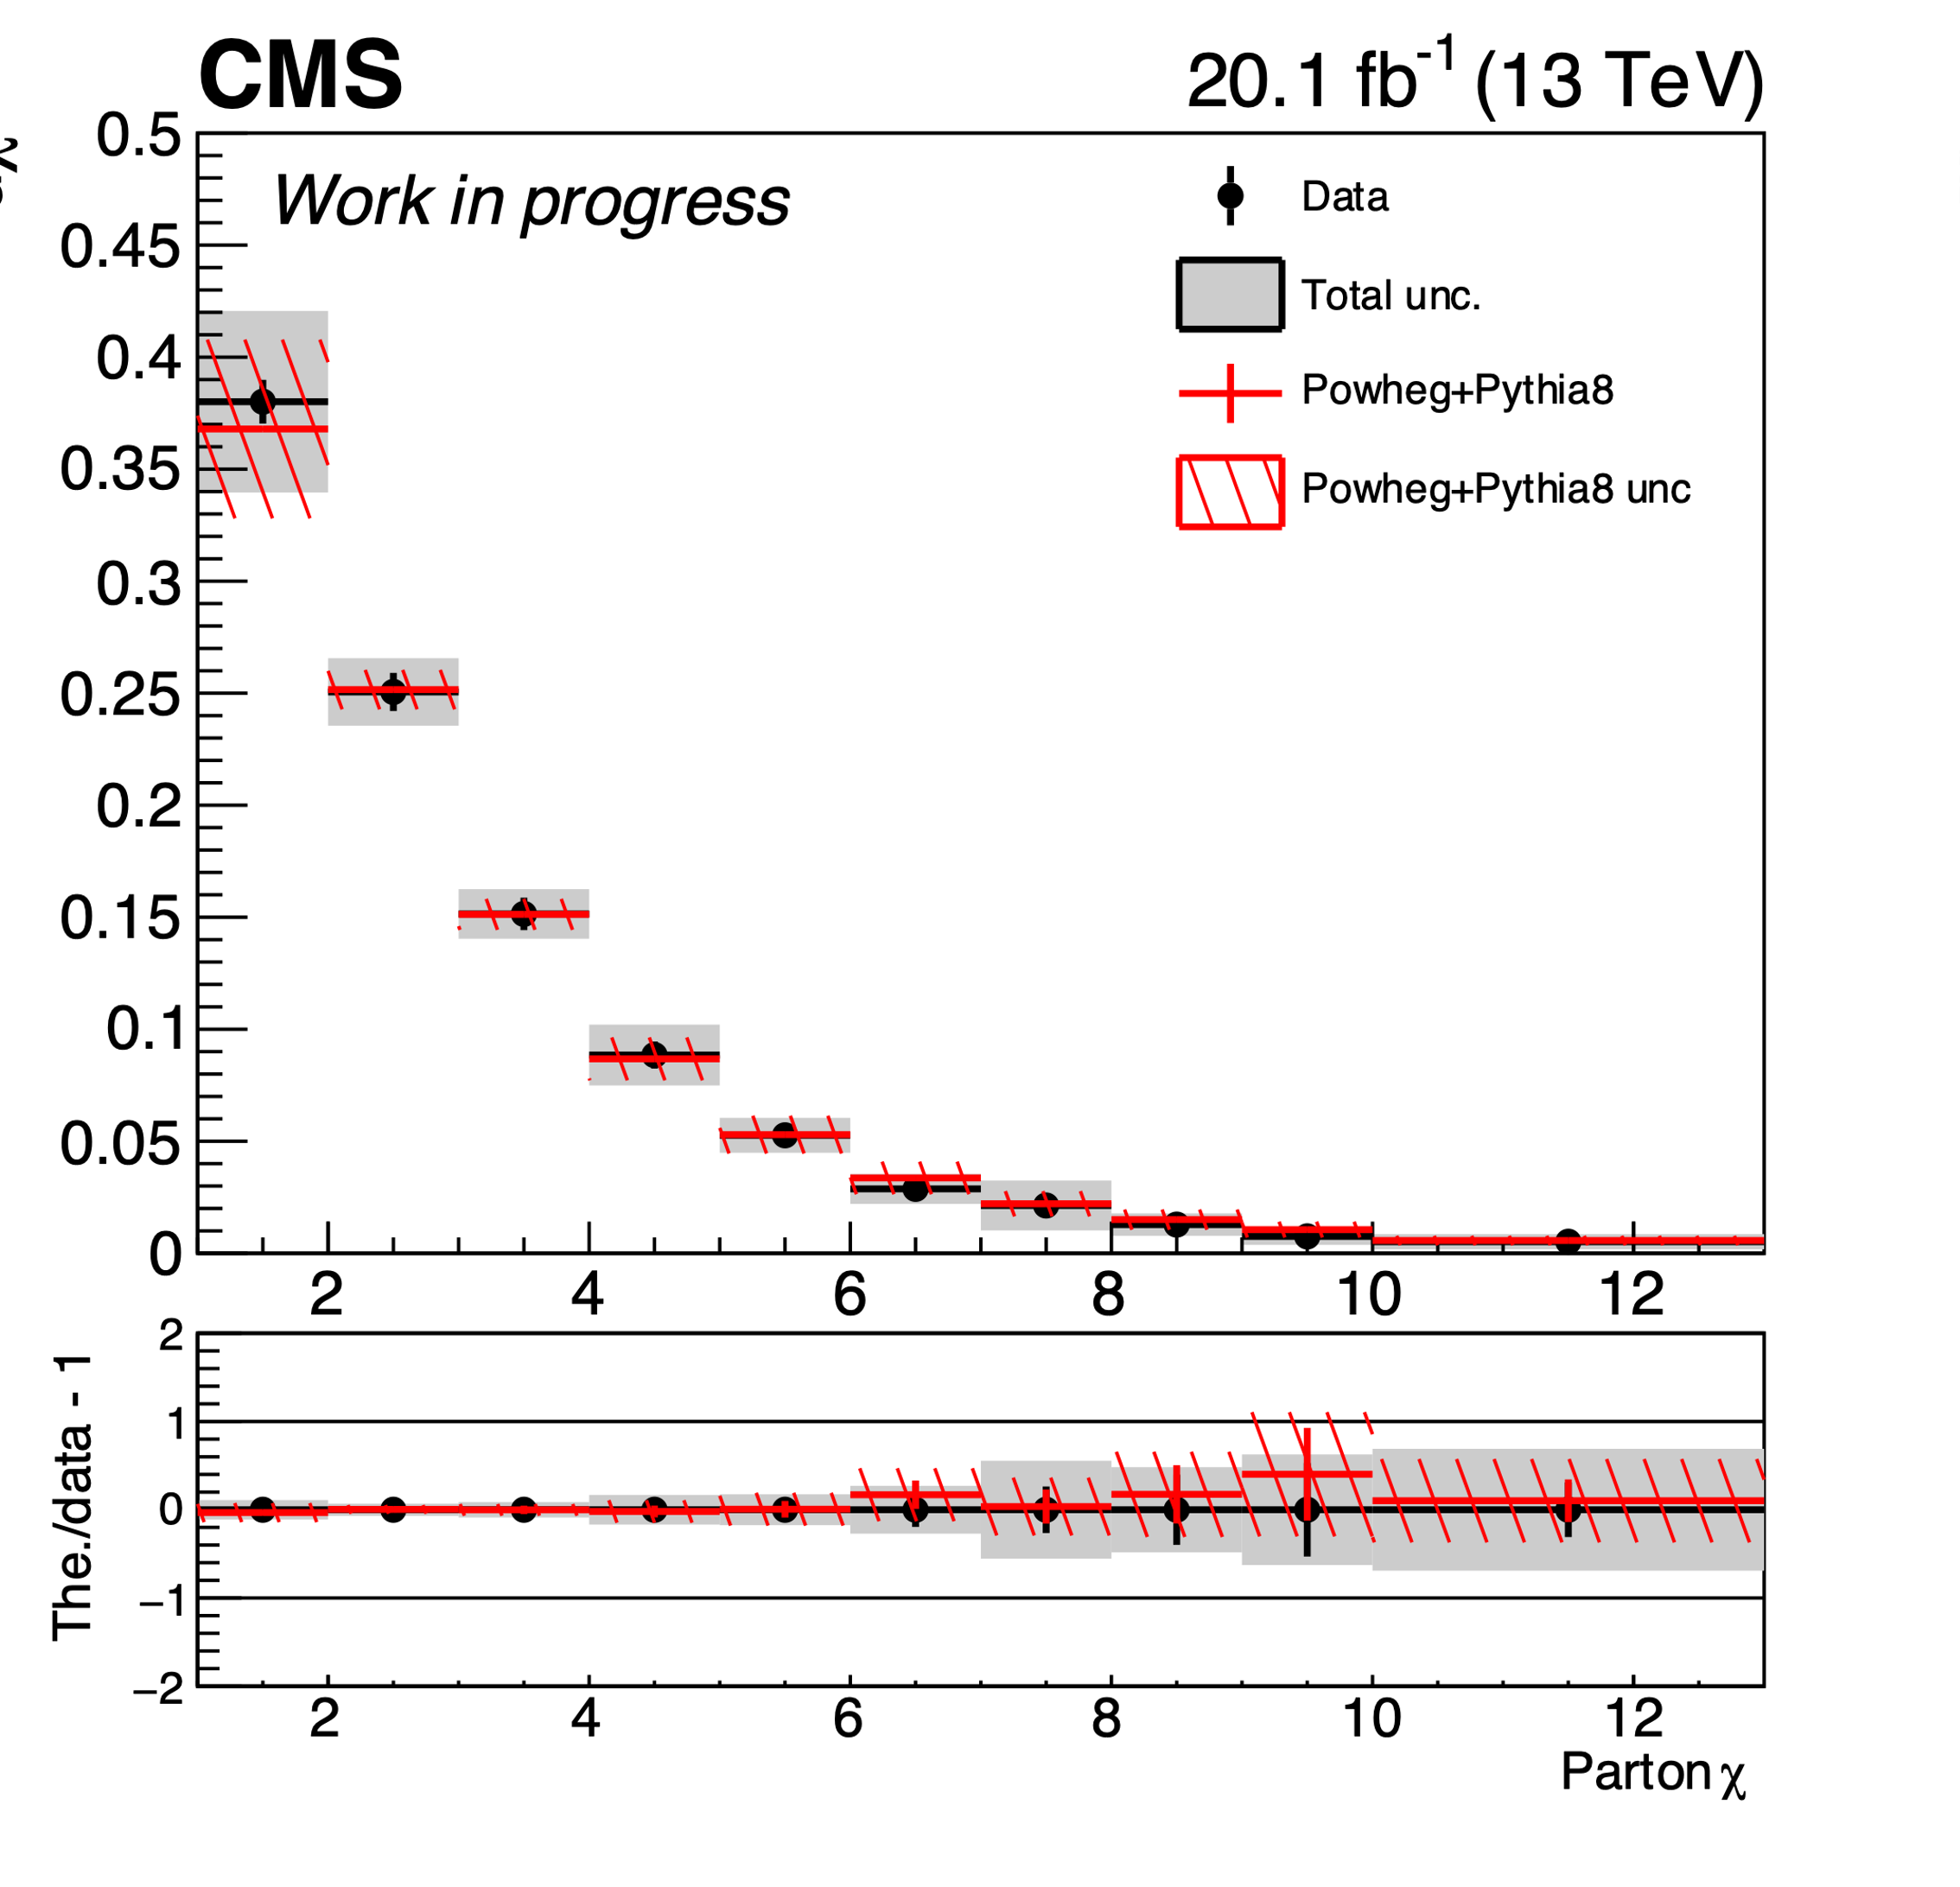 CMS 20.1 fb⁻¹ (13 TeV)
Work in progress
Data
Total unc.
Powheg+Pythia8
Powheg+Pythia8 unc
0.5
0.45
0.4
0.35
0.3
0.25
0.2
0.15
0.1
0.05
0
2 4 6 8 10 12
The./data - 1
2
1
0
−1
−2
2 4 6 8 10 12
Parton χ